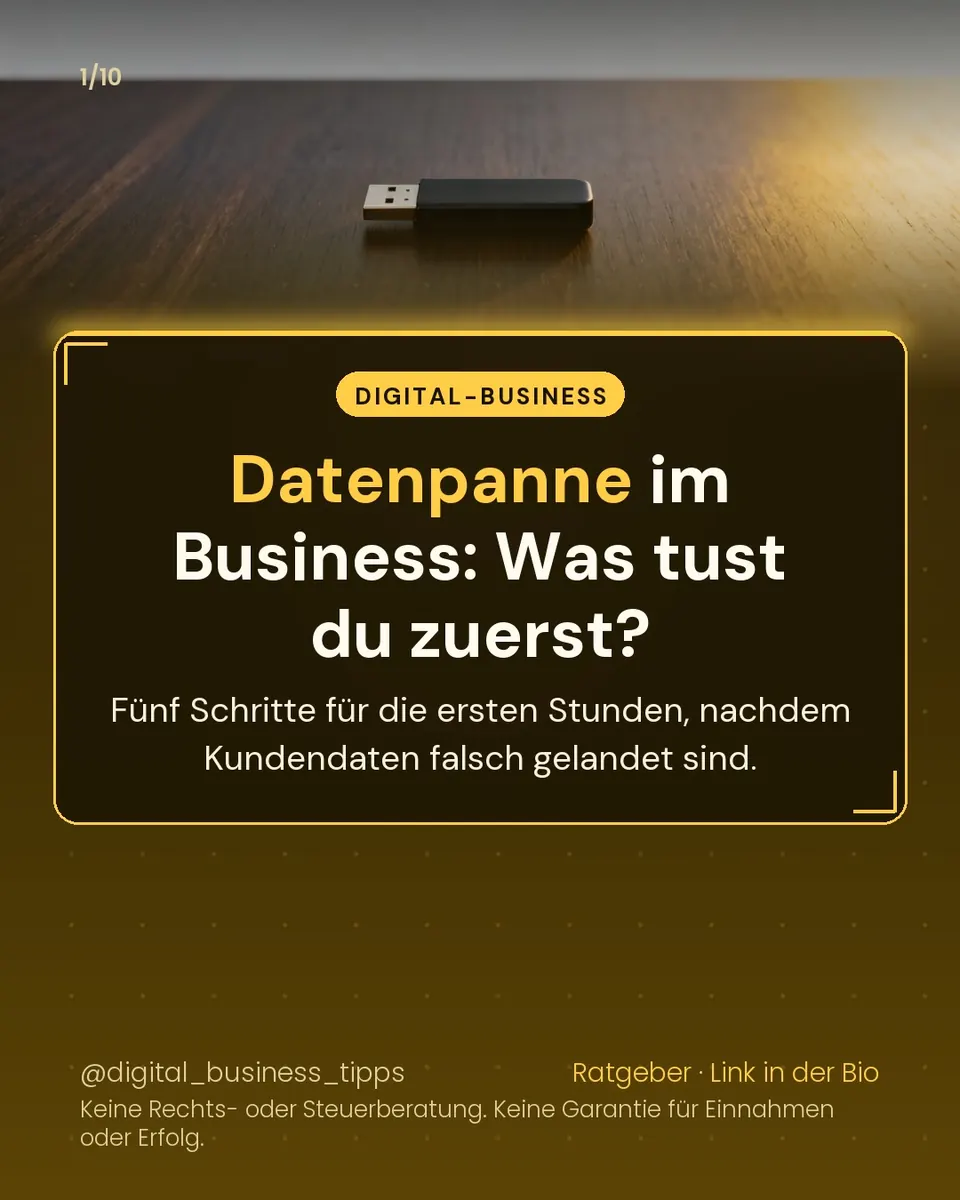 1/10
DIGITAL-BUSINESS
Datenpanne im
Business: Was tust
du zuerst?
Fünf Schritte für die ersten Stunden, nachdem
Kundendaten falsch gelandet sind.
@digital_business_tipps
Ratgeber · Link in der Bio
Keine Rechts- oder Steuerberatung. Keine Garantie für Einnahmen
oder Erfolg.